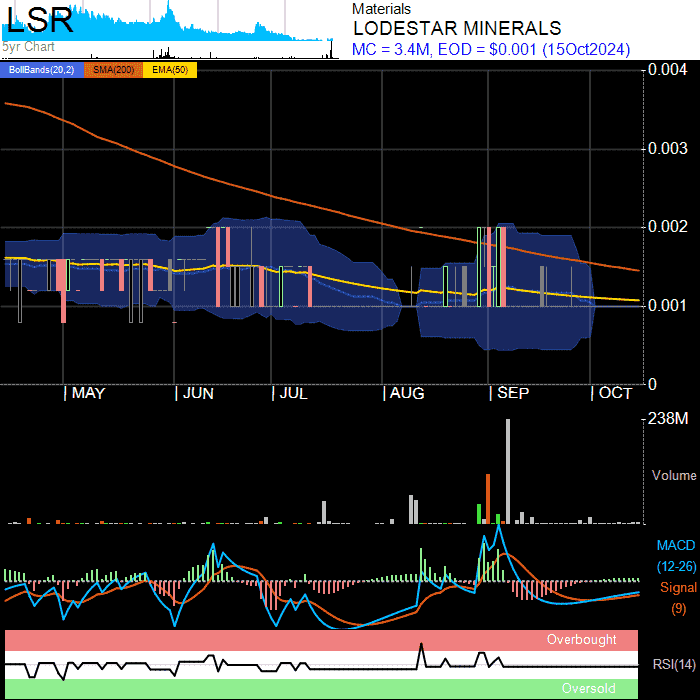 LSR
5yr Chart
Materials
LODESTAR MINERALS
MC = 3.4M, EOD = $0.001 (15Oct2024)
BollBands(20,2) SMA(200) EMA(50)
0.004
0.003
0.002
0.001
0
MAY JUN JUL AUG SEP OCT
238M
Volume
MACD
(12-26)
Signal
(9)
Overbought
RSI(14)
Oversold